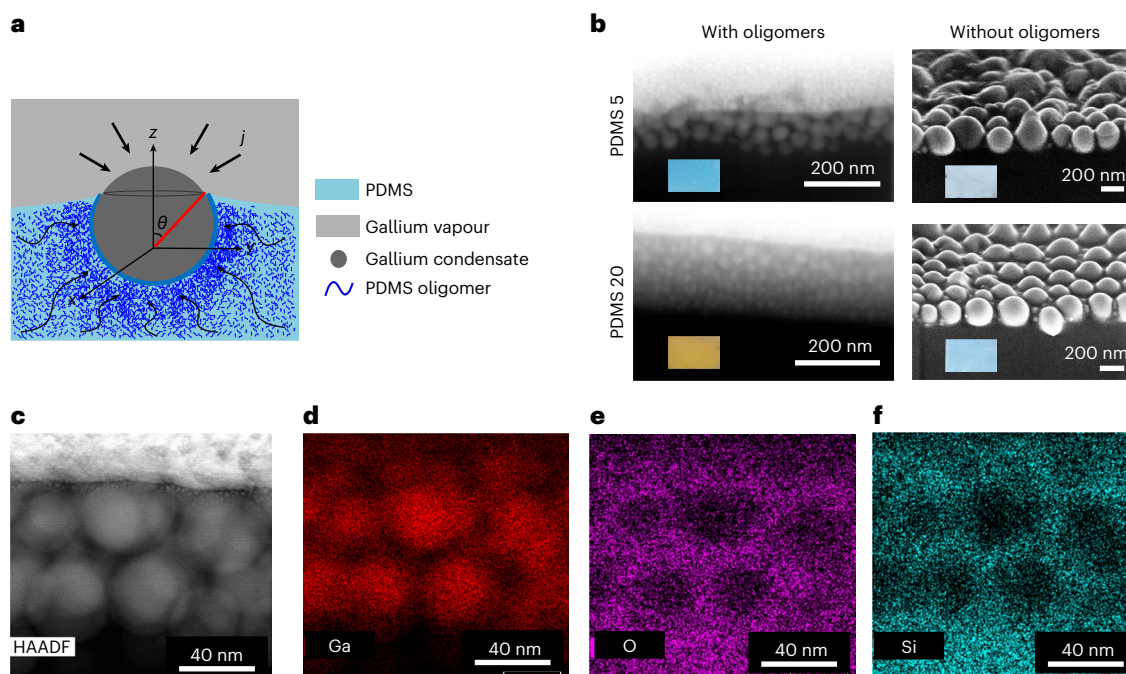 a
z
j
θ
y
x
PDMS
Gallium vapour
Gallium condensate
PDMS oligomer
b
With oligomers
Without oligomers
PDMS 5
200 nm
200 nm
PDMS 20
200 nm
200 nm
c
HAADF
40 nm
d
Ga
40 nm
e
O
40 nm
f
Si
40 nm